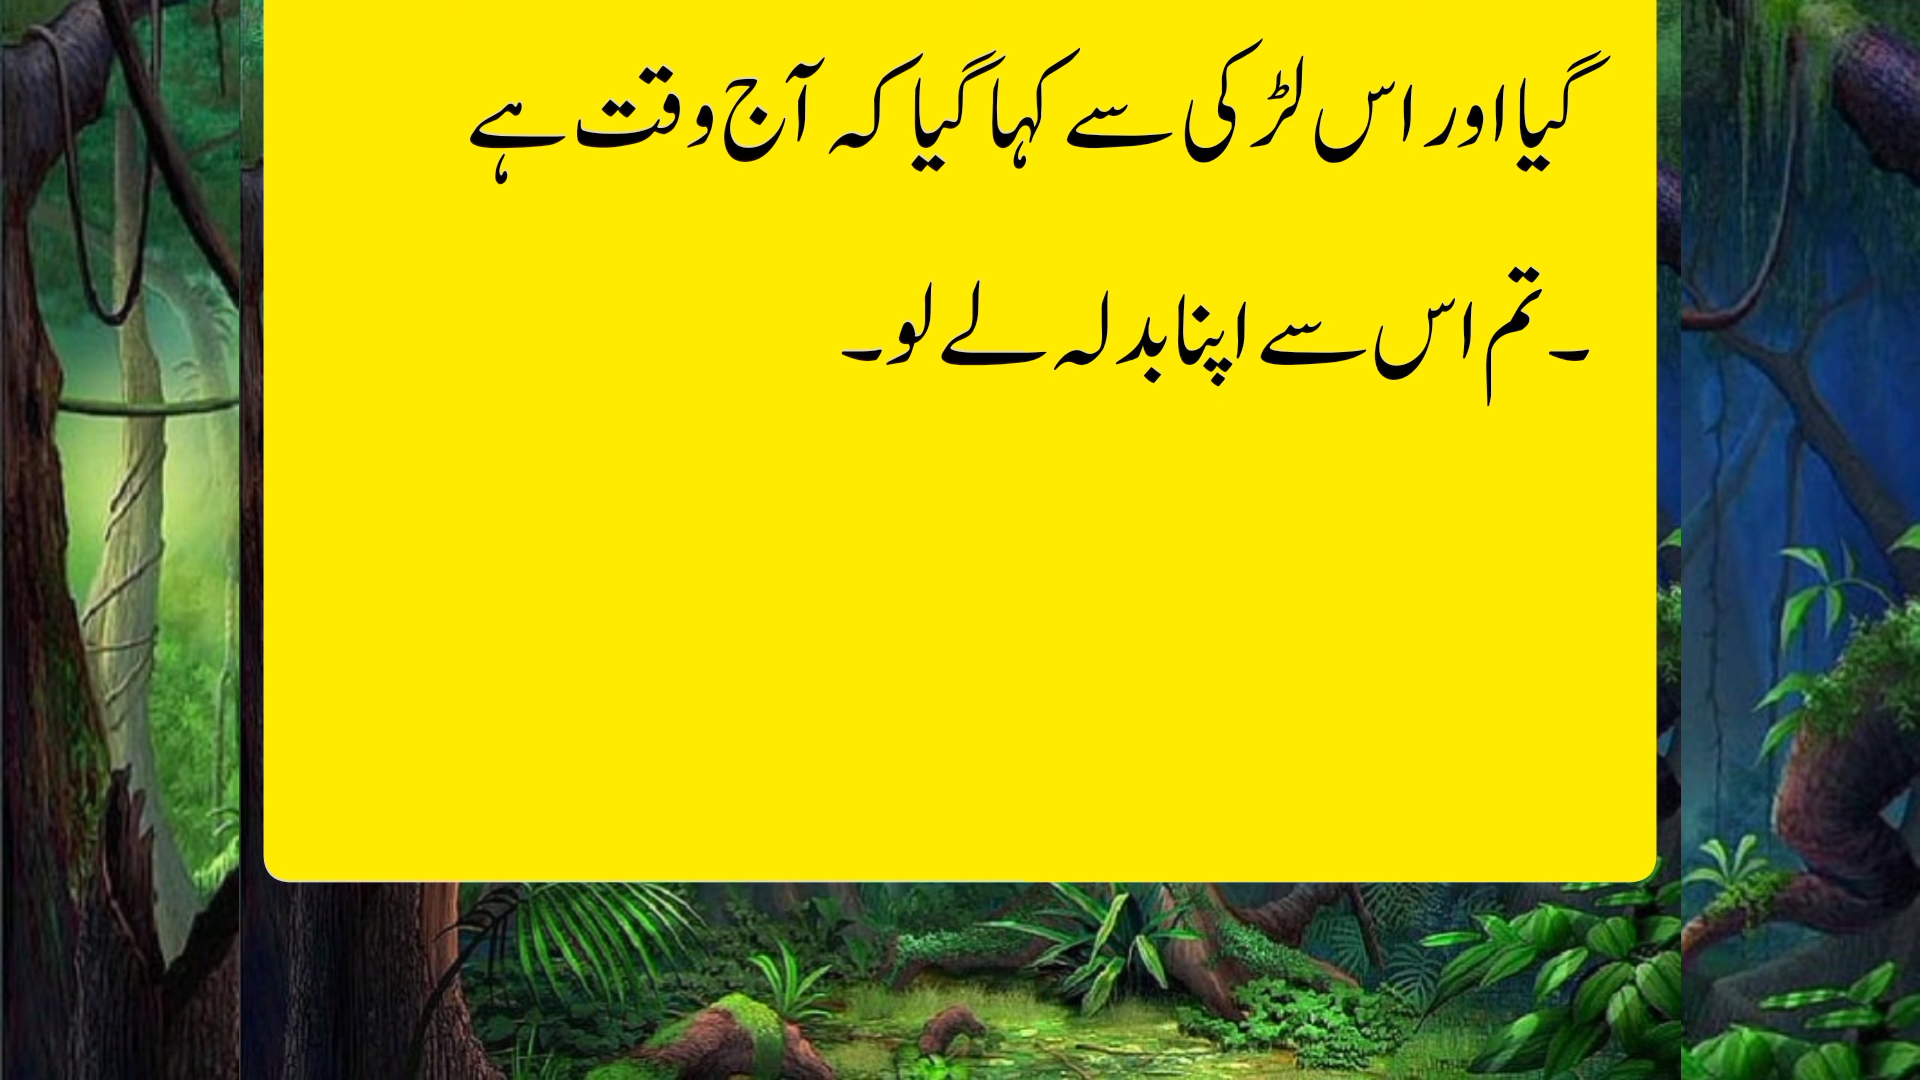 گیا اور اس لڑکی سے کہا گیا کہ آج وقت ہے
۔تم اس سے اپنا بدلہ لے لو۔